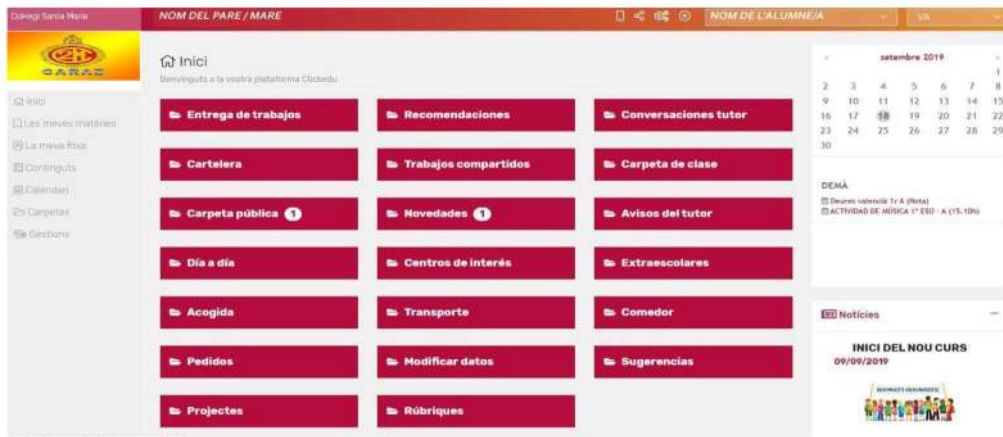 Col·legi Santa Maria
NOM DEL PARE / MARE
NOM DE L'ALUMNE/A
VA
CARAZ
Inici
Benvinguts a la vostra plataforma Clickedu
Inici
Les meves matèries
La meva fitxa
Continguts
Calendari
Carpetes
Gestions
Entrega de trabajos
Recomendaciones
Conversaciones tutor
Cartelera
Trabajos compartidos
Carpeta de clase
Carpeta pública 1
Novedades 1
Avisos del tutor
Día a día
Centros de interés
Extraescolares
Acogida
Transporte
Comedor
Pedidos
Modificar datos
Sugerencias
Projectes
Rúbriques
« setembre 2019 »
1
2 3 4 5 6 7 8
9 10 11 12 13 14 15
16 17 18 19 20 21 22
23 24 25 26 27 28 29
30
DEMÀ
Deures valencià 1r A (Nota)
ACTIVIDAD DE MÚSICA 1º ESO - A (15.10h)
Notícies
INICI DEL NOU CURS
09/09/2019